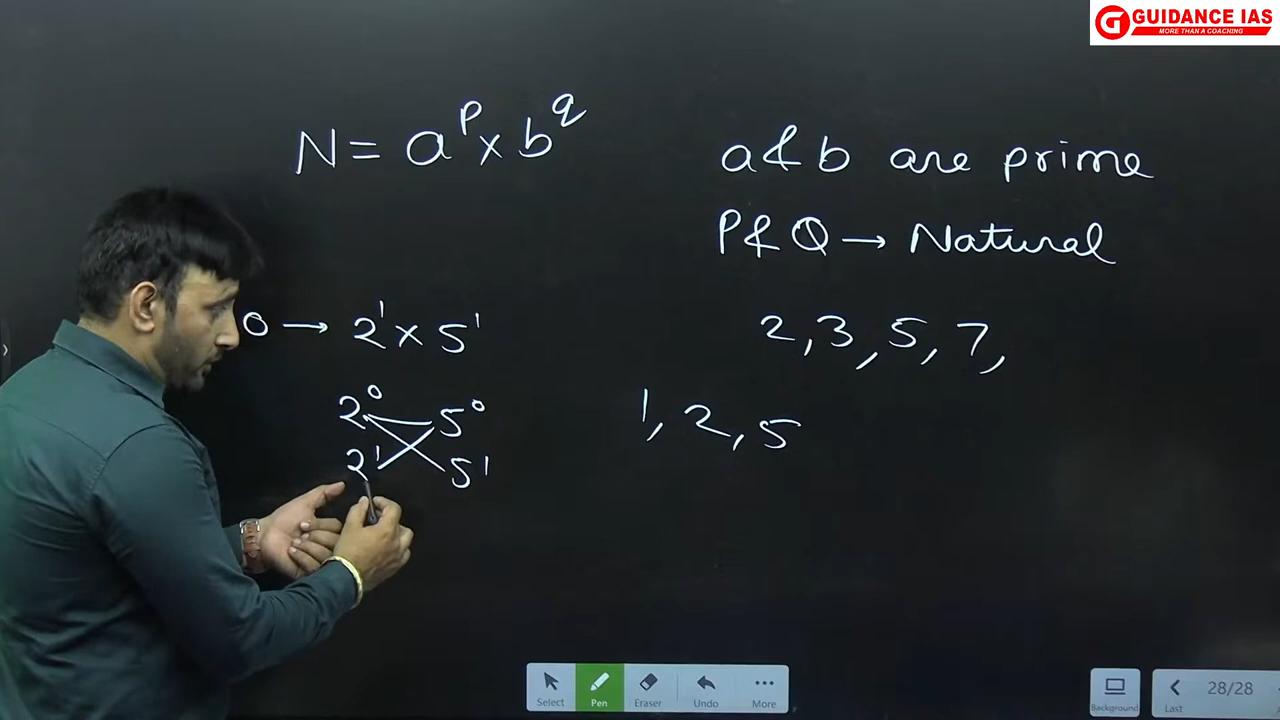 GUIDANCE IAS
MORE THAN A COACHING
N = a^p × b^q
a & b are prime
P & Q → Natural
0 → 2^1 × 5^1
2, 3, 5, 7,
2^0 5^0
1, 2, 5
2^1 5^1
Select Pen Eraser Undo More
Background
Last
28/28